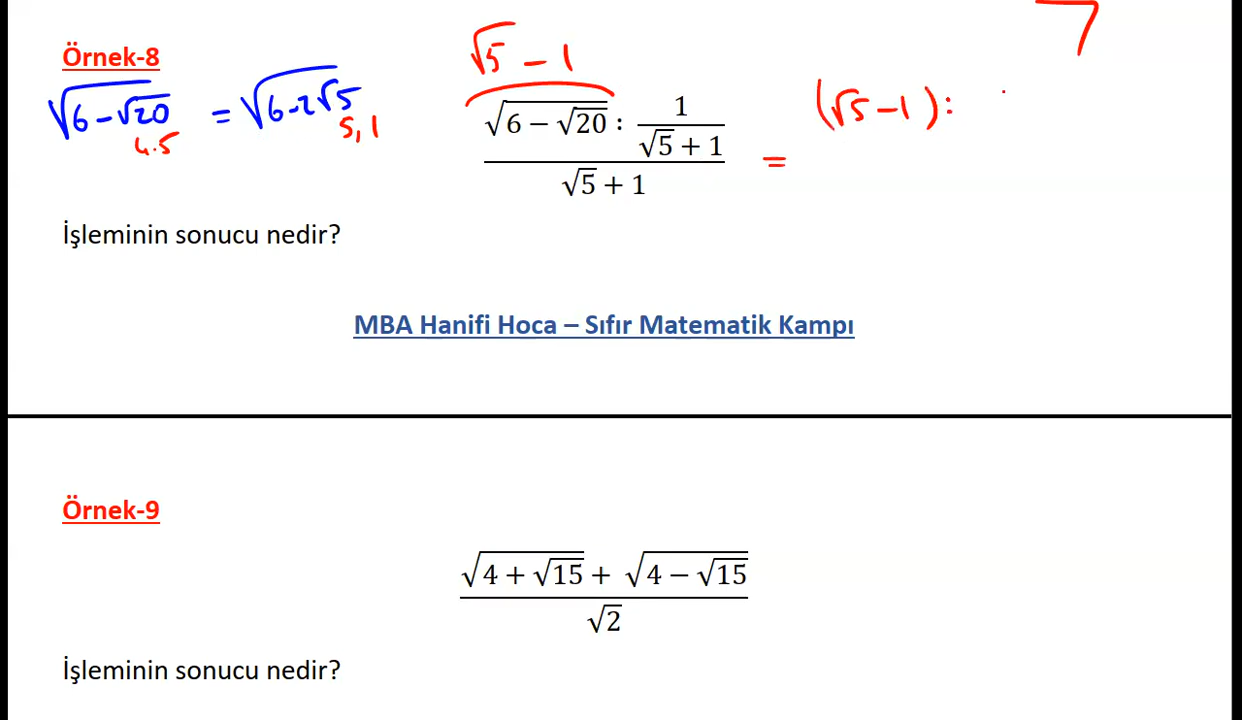 7
Örnek-8
√5 − 1
√(6 − √20) = √(6 − 2√5)
4.5
5, 1
(√(6 − √20) : 1/(√5 + 1)) / (√5 + 1) = (√5 − 1) :
İşleminin sonucu nedir?
MBA Hanifi Hoca – Sıfır Matematik Kampı
Örnek-9
(√(4 + √15) + √(4 − √15)) / √2
İşleminin sonucu nedir?